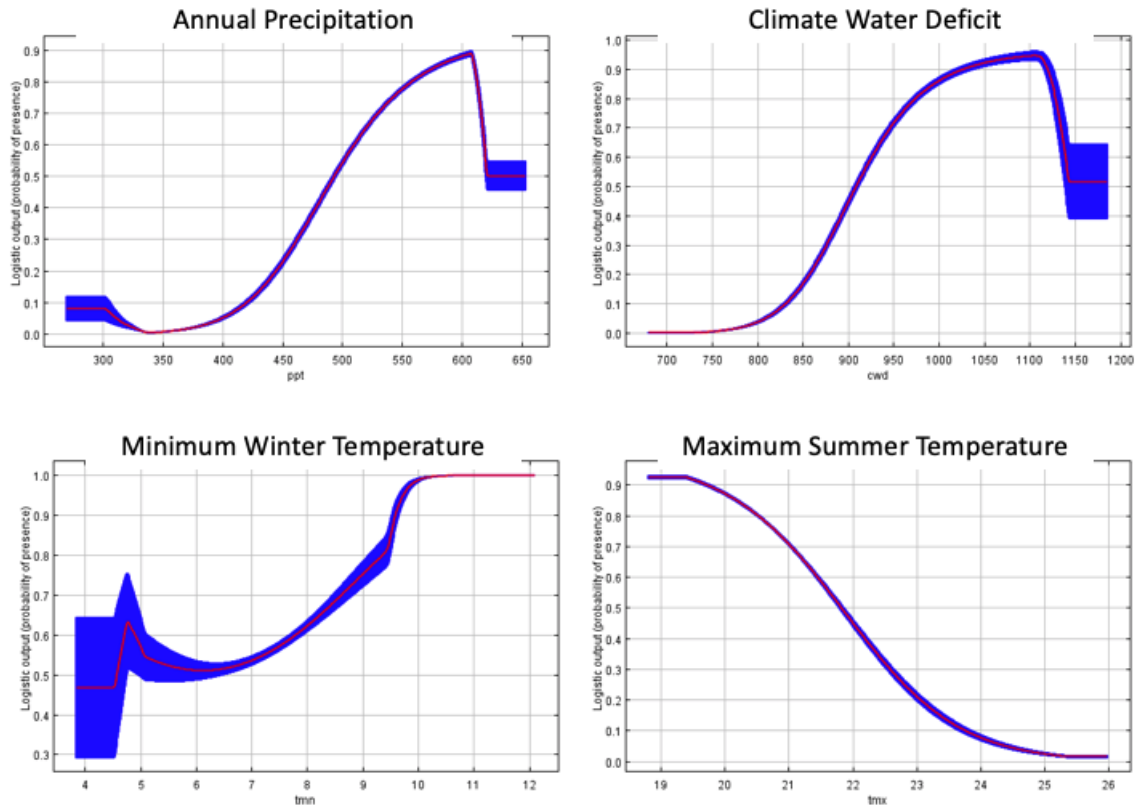 Annual Precipitation
Logistic output (probability of presence)
0.9
0.8
0.7
0.6
0.5
0.4
0.3
0.2
0.1
0.0
300 350 400 450 500 550 600 650
ppt
Climate Water Deficit
Logistic output (probability of presence)
1.0
0.9
0.8
0.7
0.6
0.5
0.4
0.3
0.2
0.1
0.0
700 750 800 850 900 950 1000 1050 1100 1150 1200
cwd
Minimum Winter Temperature
Logistic output (probability of presence)
1.0
0.9
0.8
0.7
0.6
0.5
0.4
0.3
4 5 6 7 8 9 10 11 12
tmn
Maximum Summer Temperature
Logistic output (probability of presence)
0.9
0.8
0.7
0.6
0.5
0.4
0.3
0.2
0.1
0.0
19 20 21 22 23 24 25 26
tmx